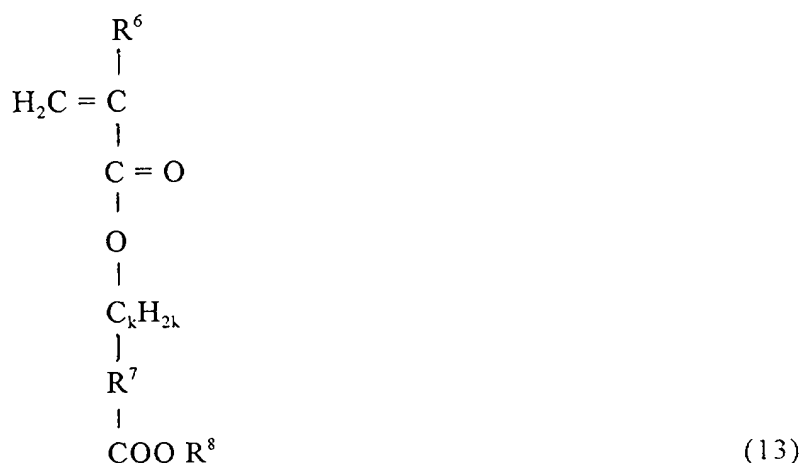 R⁶
H₂C = C
C = O
O
CₖH₂ₖ
R⁷
COO R⁸ (13)